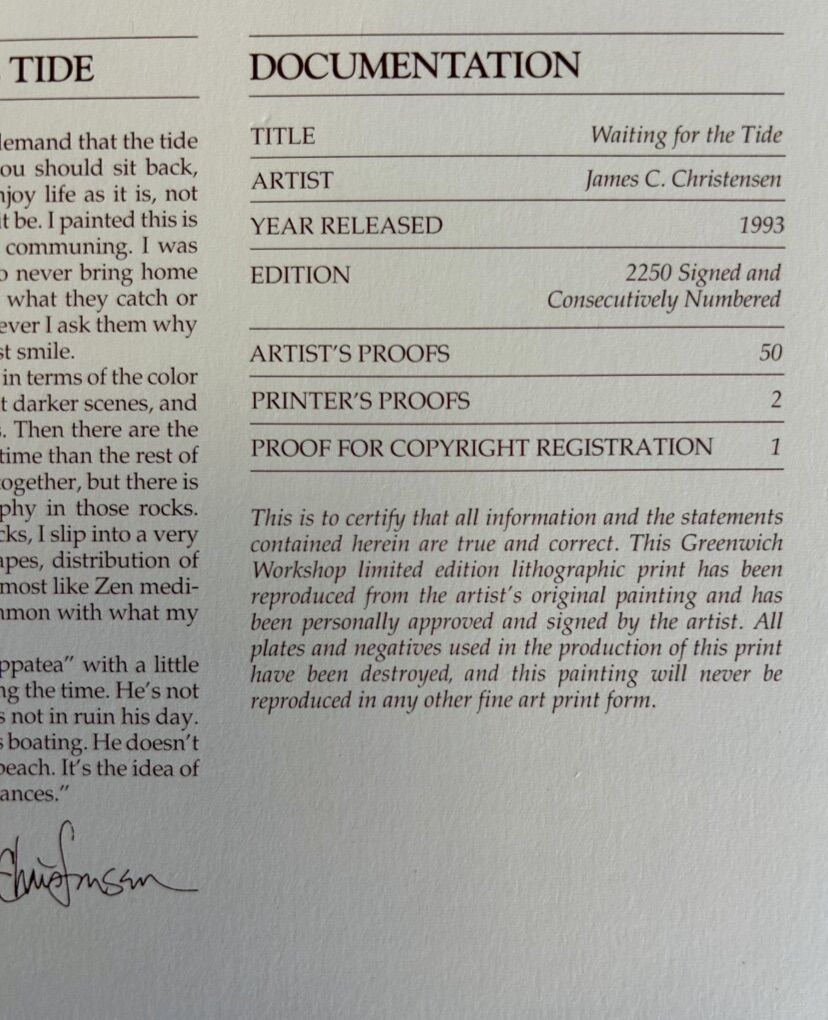 TIDE
demand that the tide
you should sit back,
enjoy life as it is, not
it be. I painted this is
communing. I was
never bring home
what they catch or
ever I ask them why
smile.
in terms of the color
darker scenes, and
Then there are the
time than the rest of
together, but there is
phy in those rocks.
cks, I slip into a very
apes, distribution of
most like Zen medi-
mmon with what my
ppatea” with a little
ng the time. He’s not
not in ruin his day.
boating. He doesn’t
beach. It’s the idea of
ances.”
Christensen
DOCUMENTATION
TITLE Waiting for the Tide
ARTIST James C. Christensen
YEAR RELEASED 1993
EDITION 2250 Signed and
Consecutively Numbered
ARTIST’S PROOFS 50
PRINTER’S PROOFS 2
PROOF FOR COPYRIGHT REGISTRATION 1
This is to certify that all information and the statements
contained herein are true and correct. This Greenwich
Workshop limited edition lithographic print has been
reproduced from the artist’s original painting and has
been personally approved and signed by the artist. All
plates and negatives used in the production of this print
have been destroyed, and this painting will never be
reproduced in any other fine art print form.